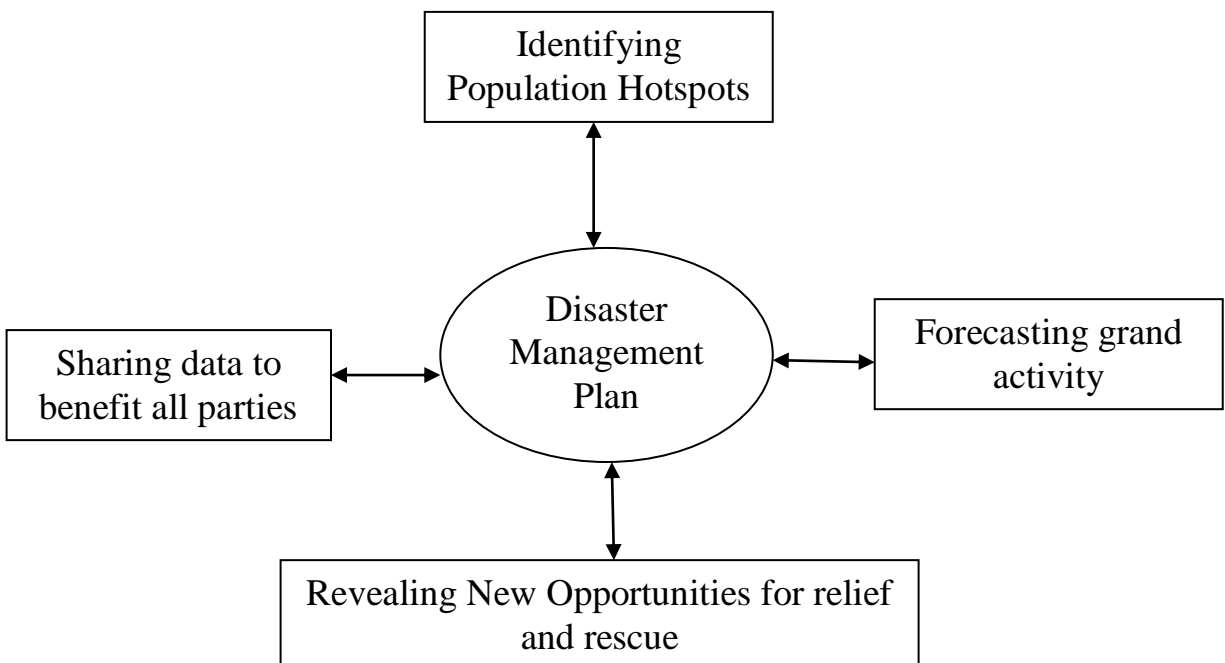 Identifying
Population Hotspots
Disaster
Management
Plan
Forecasting grand
activity
Sharing data to
benefit all parties
Revealing New Opportunities for relief
and rescue